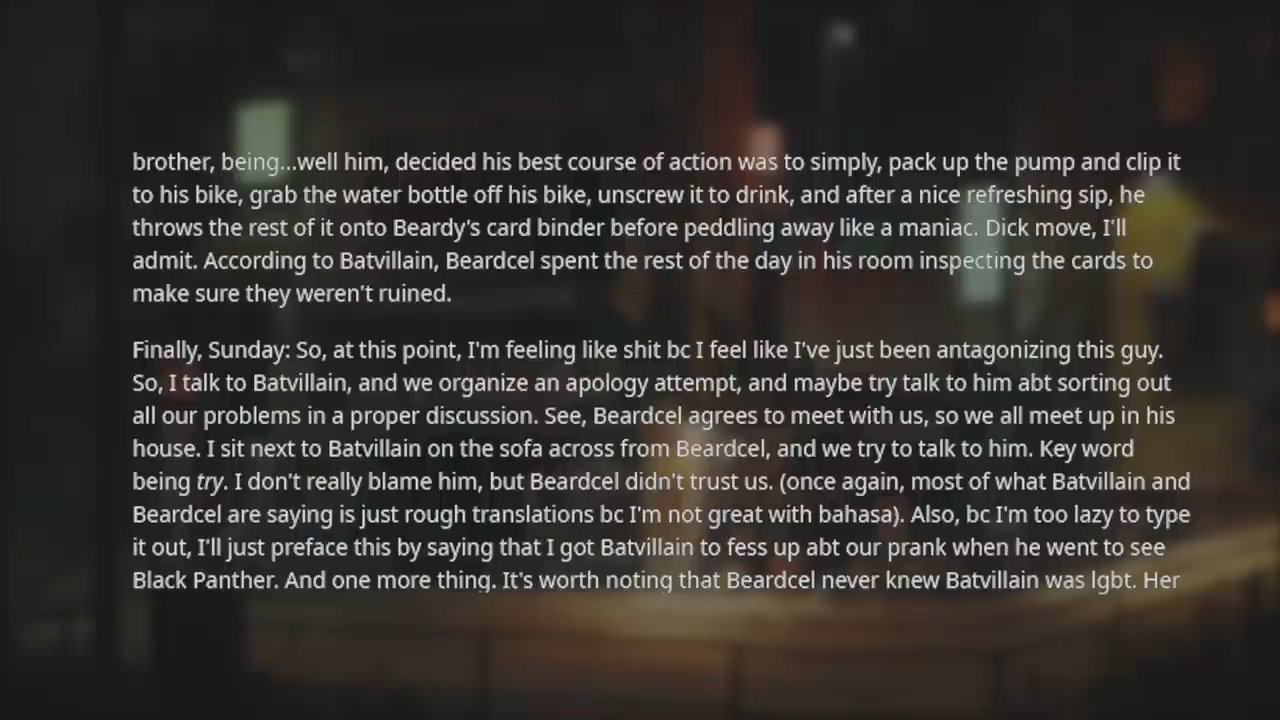 brother, being...well him, decided his best course of action was to simply, pack up the pump and clip it
to his bike, grab the water bottle off his bike, unscrew it to drink, and after a nice refreshing sip, he
throws the rest of it onto Beardy's card binder before peddling away like a maniac. Dick move, I'll
admit. According to Batvillain, Beardcel spent the rest of the day in his room inspecting the cards to
make sure they weren't ruined.
Finally, Sunday: So, at this point, I'm feeling like shit bc I feel like I've just been antagonizing this guy.
So, I talk to Batvillain, and we organize an apology attempt, and maybe try talk to him abt sorting out
all our problems in a proper discussion. See, Beardcel agrees to meet with us, so we all meet up in his
house. I sit next to Batvillain on the sofa across from Beardcel, and we try to talk to him. Key word
being try. I don't really blame him, but Beardcel didn't trust us. (once again, most of what Batvillain and
Beardcel are saying is just rough translations bc I'm not great with bahasa). Also, bc I'm too lazy to type
it out, I'll just preface this by saying that I got Batvillain to fess up abt our prank when he went to see
Black Panther. And one more thing. It's worth noting that Beardcel never knew Batvillain was lgbt. Her